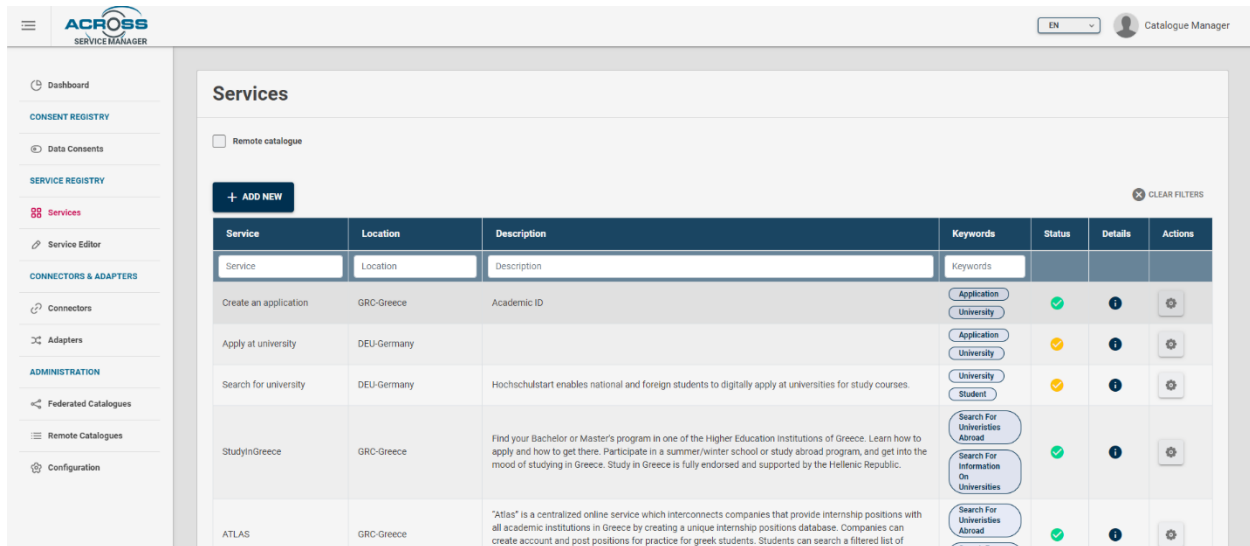 ACROSS
SERVICE MANAGER
EN
Catalogue Manager
Dashboard
CONSENT REGISTRY
Data Consents
SERVICE REGISTRY
Services
Service Editor
CONNECTORS & ADAPTERS
Connectors
Adapters
ADMINISTRATION
Federated Catalogues
Remote Catalogues
Configuration
Services
Remote catalogue
+ ADD NEW
CLEAR FILTERS
Service Location Description Keywords Status Details Actions
Service Location Description Keywords
Create an application GRC-Greece Academic ID
Application
University
Apply at university DEU-Germany
Application
University
Search for university DEU-Germany Hochschulstart enables national and foreign students to digitally apply at universities for study courses.
University
Student
StudyInGreece GRC-Greece
Find your Bachelor or Master's program in one of the Higher Education Institutions of Greece. Learn how to
apply and how to get there. Participate in a summer/winter school or study abroad program, and get into the
mood of studying in Greece. Study in Greece is fully endorsed and supported by the Hellenic Republic.
Search For
Univeristies
Abroad
Search For
Information
On
Universities
ATLAS GRC-Greece
"Atlas" is a centralized online service which interconnects companies that provide internship positions with
all academic institutions in Greece by creating a unique internship positions database. Companies can
create account and post positions for practice for greek students. Students can search a filtered list of
Search For
Univeristies
Abroad